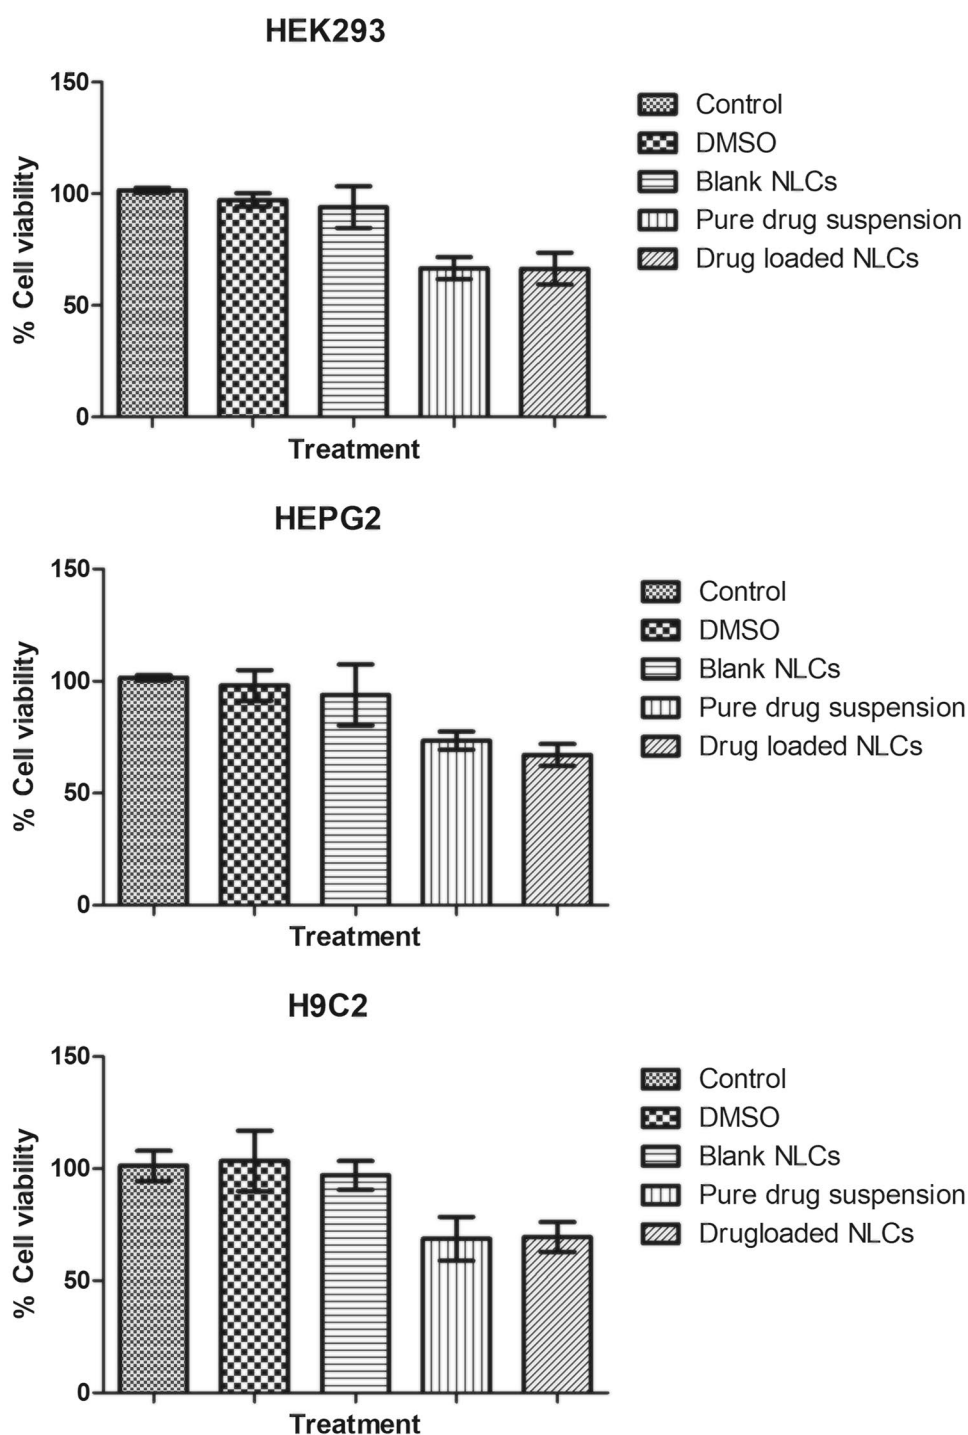 HEK293
150
100
50
0
% Cell viability
Treatment
Control
DMSO
Blank NLCs
Pure drug suspension
Drug loaded NLCs
HEPG2
150
100
50
0
% Cell viability
Treatment
Control
DMSO
Blank NLCs
Pure drug suspension
Drug loaded NLCs
H9C2
150
100
50
0
% Cell viability
Treatment
Control
DMSO
Blank NLCs
Pure drug suspension
Drugloaded NLCs